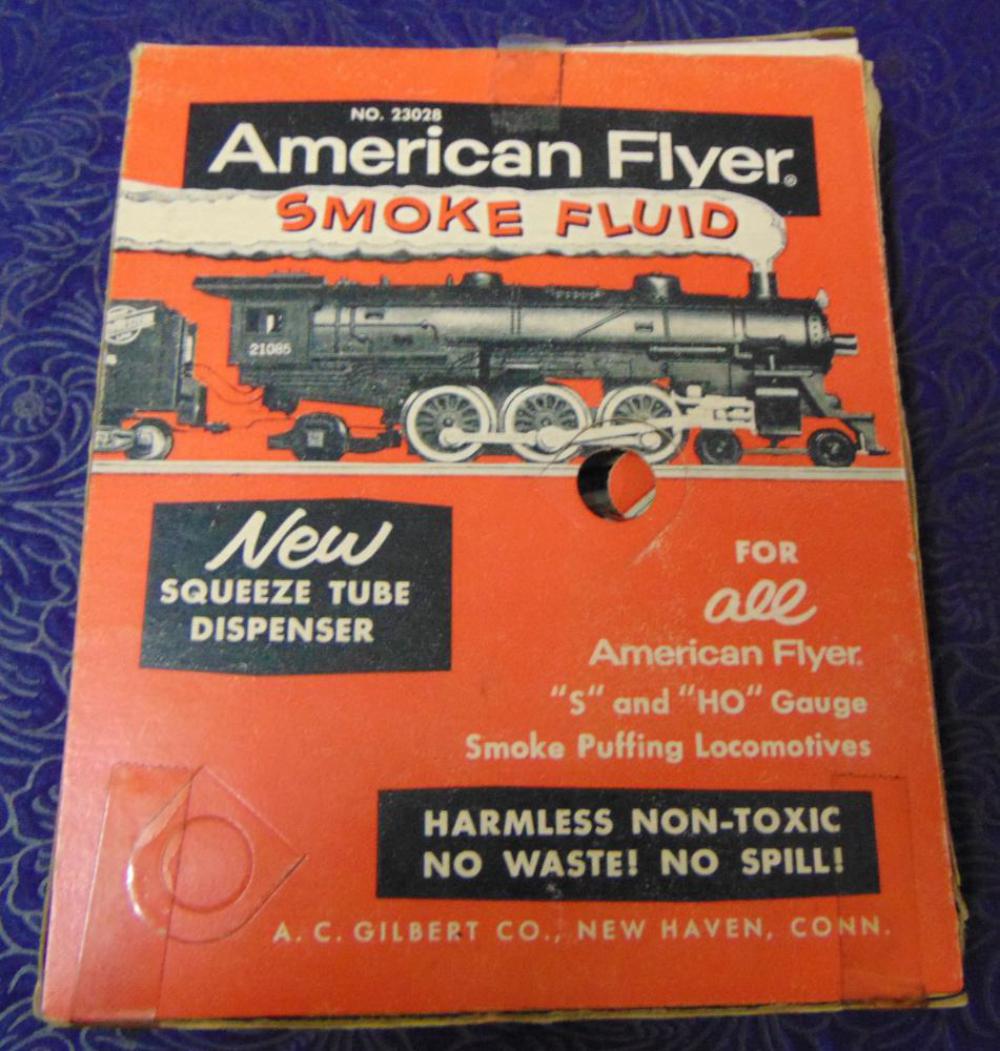 NO. 23028
American Flyer®
SMOKE FLUID
21085
New
SQUEEZE TUBE
DISPENSER
FOR
all
American Flyer.
"S" and "HO" Gauge
Smoke Puffing Locomotives
HARMLESS NON-TOXIC
NO WASTE! NO SPILL!
A. C. GILBERT CO., NEW HAVEN, CONN.